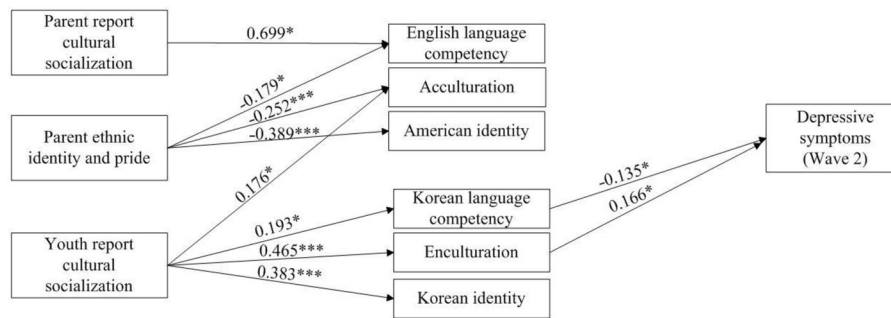 Parent report
cultural
socialization
0.699*
English language
competency
-0.179*
-0.252***
Acculturation
Parent ethnic
identity and pride
-0.389***
American identity
Depressive
symptoms
(Wave 2)
0.176*
-0.135*
Korean language
competency
0.166*
0.193*
Youth report
cultural
socialization
0.465***
Enculturation
0.383***
Korean identity